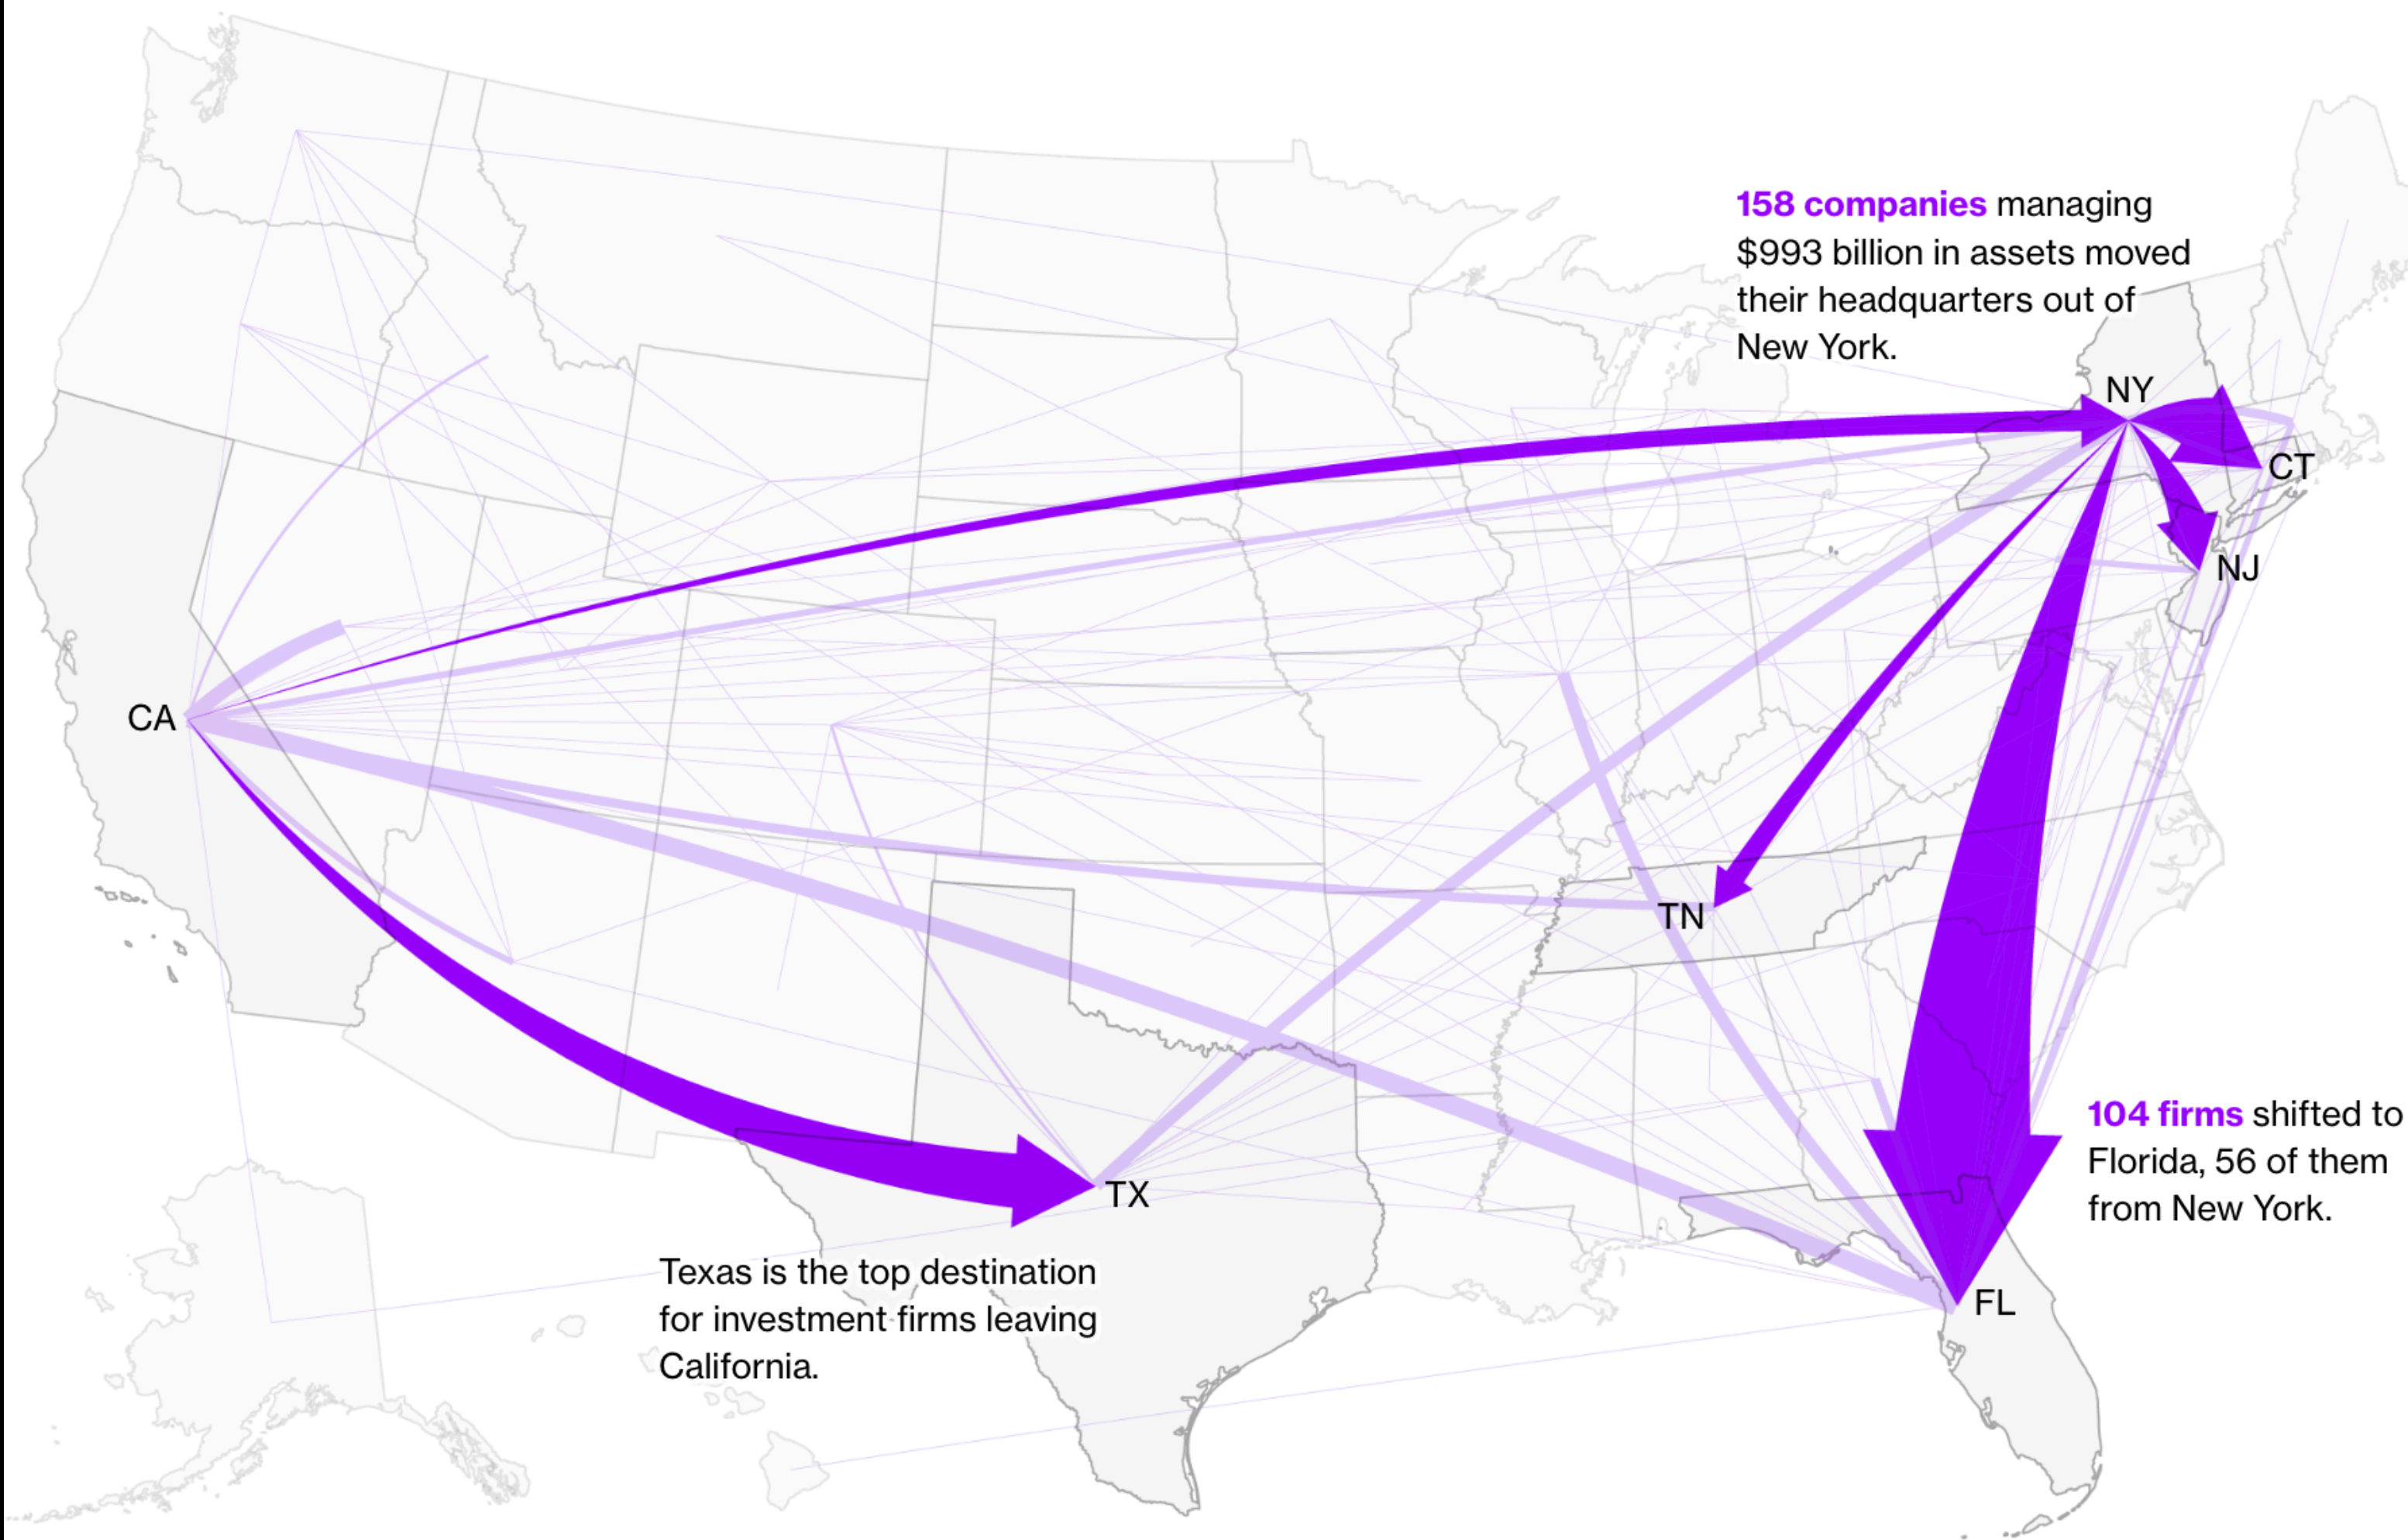 158 companies managing
$993 billion in assets moved
their headquarters out of
New York.
NY
CT
NJ
CA
TN
104 firms shifted to
Florida, 56 of them
from New York.
TX
Texas is the top destination
for investment firms leaving
California.
FL